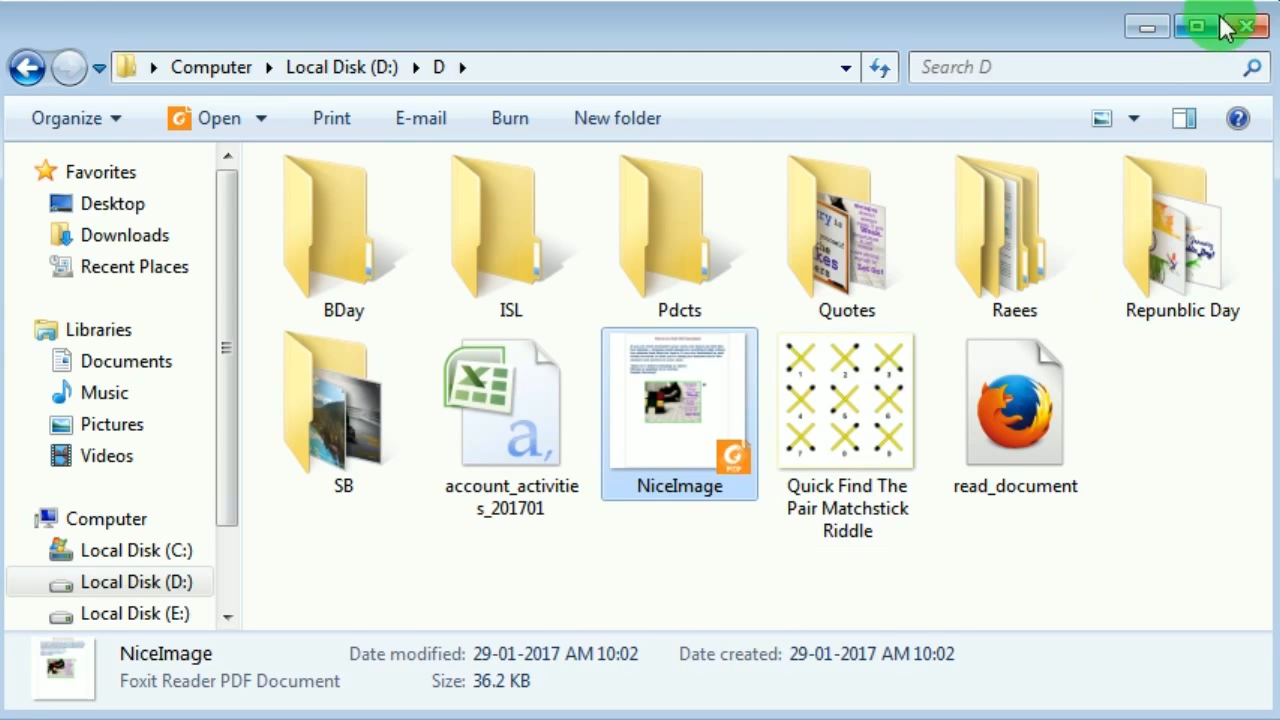 Computer Local Disk (D:) D
Search D
Organize Open Print E-mail Burn New folder
Favorites
Desktop
Downloads
Recent Places
Libraries
Documents
Music
Pictures
Videos
Computer
Local Disk (C:)
Local Disk (D:)
Local Disk (E:)
BDay
ISL
Pdcts
Quotes
Raees
Repunblic Day
SB
a,
account_activitie
s_201701
PDF
NiceImage
Quick Find The
Pair Matchstick
Riddle
read_document
NiceImage
Foxit Reader PDF Document
Date modified: 29-01-2017 AM 10:02
Size: 36.2 KB
Date created: 29-01-2017 AM 10:02